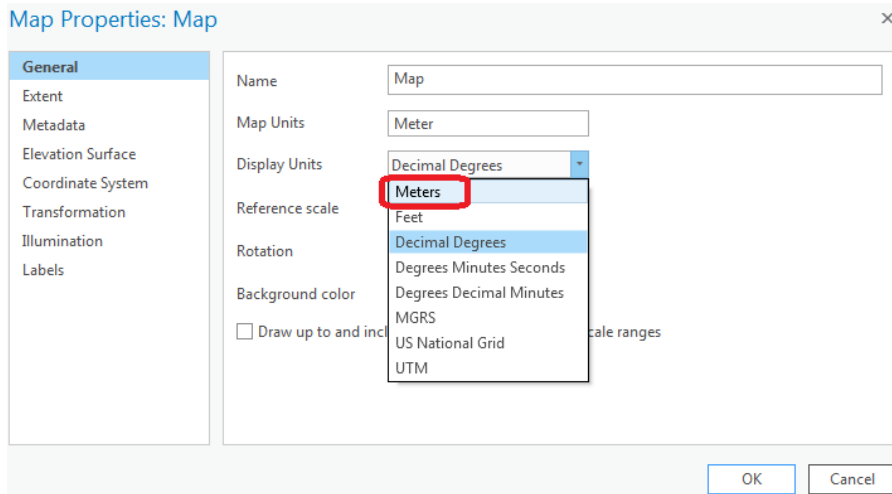 Map Properties: Map
General
Extent
Metadata
Elevation Surface
Coordinate System
Transformation
Illumination
Labels
Name Map
Map Units Meter
Display Units Decimal Degrees
Meters
Feet
Decimal Degrees
Degrees Minutes Seconds
Degrees Decimal Minutes
MGRS
US National Grid
UTM
Reference scale
Rotation
Background color
Draw up to and incl cale ranges
OK Cancel